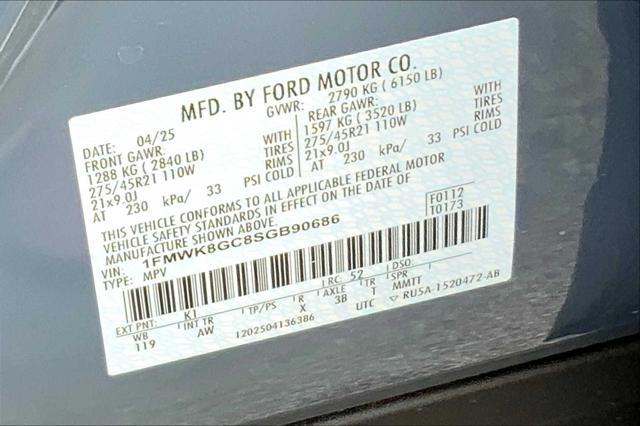 MFD. BY FORD MOTOR CO.
DATE: 04/25 GVWR: 2790 KG ( 6150 LB)
FRONT GAWR: WITH REAR GAWR: WITH
1288 KG ( 2840 LB) TIRES 1597 KG ( 3520 LB) TIRES
275/45R21 110W RIMS 275/45R21 110W RIMS
21x9.0J PSI COLD 21x9.0J PSI COLD
AT 230 kPa/ 33 AT 230 kPa/ 33
THIS VEHICLE CONFORMS TO ALL APPLICABLE FEDERAL MOTOR
VEHICLE SAFETY STANDARDS IN EFFECT ON THE DATE OF
MANUFACTURE SHOWN ABOVE.
VIN: 1FMWK8GC8SGB90686 F0112
TYPE: MPV T0173
EXT PNT: K1 RC: 52 DSO:
WB INT TR TP/PS R AXLE TR SPR
119 AW X 38 T MMTT
1202504136386 UTC ▽ RU5A-1520472-AB